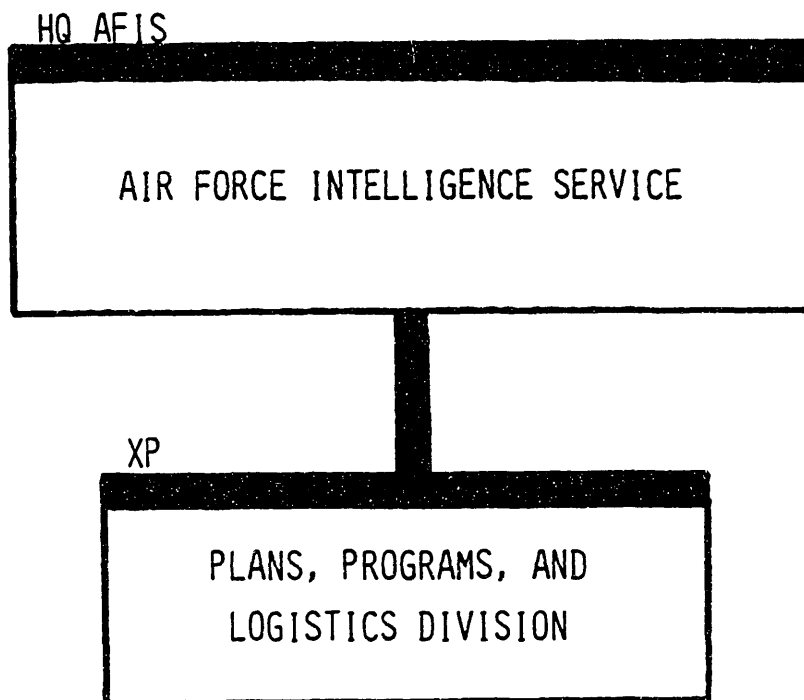 HQ AFIS
AIR FORCE INTELLIGENCE SERVICE
XP
PLANS, PROGRAMS, AND
LOGISTICS DIVISION